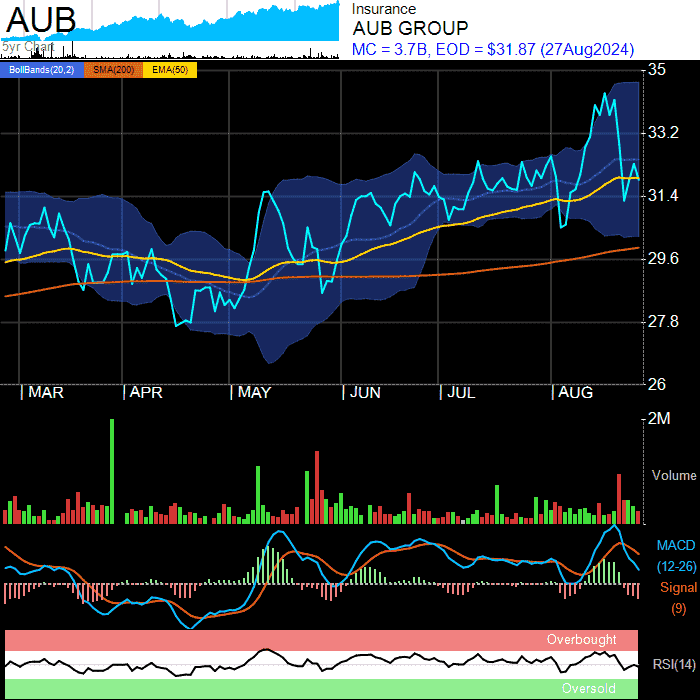 AUB
5yr Chart
Insurance
AUB GROUP
MC = 3.7B, EOD = $31.87 (27Aug2024)
BollBands(20,2) SMA(200) EMA(50)
35
33.2
31.4
29.6
27.8
26
MAR APR MAY JUN JUL AUG
2M
Volume
MACD
(12-26)
Signal
(9)
Overbought
RSI(14)
Oversold